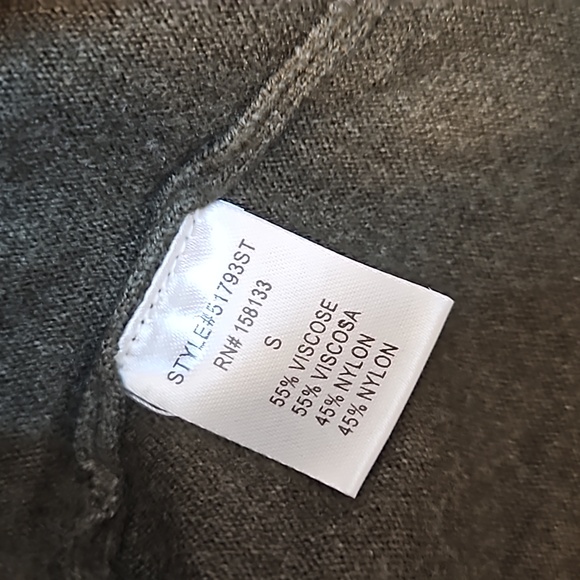 STYLE#51793ST
RN# 158133
S
55% VISCOSE
55% VISCOSA
45% NYLON
45% NYLON